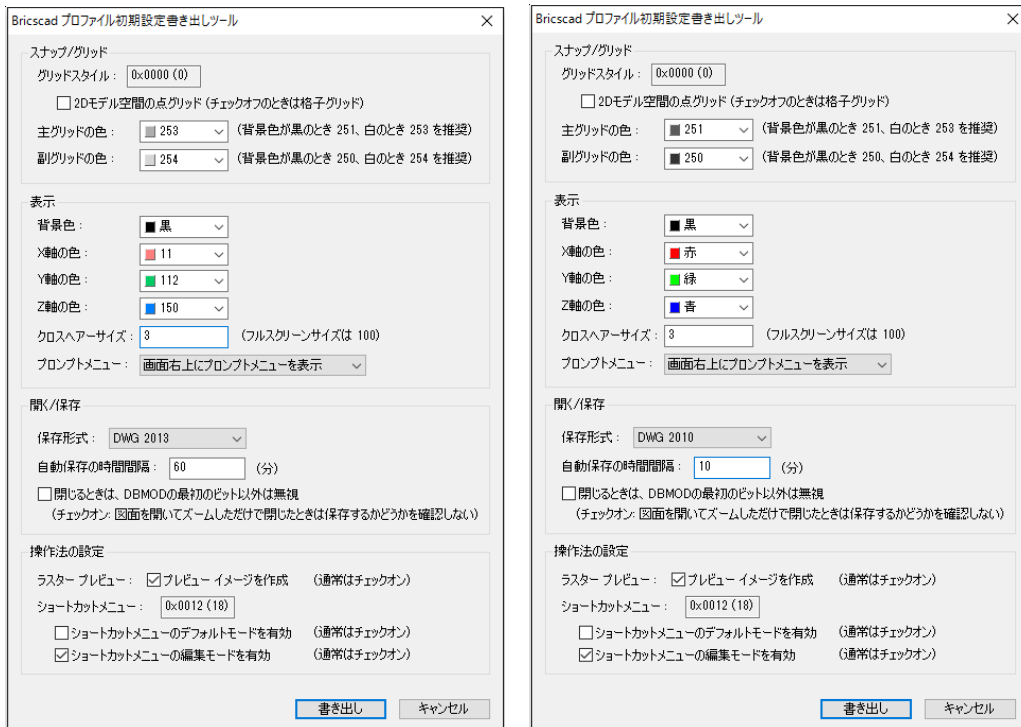 Bricscad プロファイル初期設定書き出しツール
スナップ/グリッド
グリッドスタイル： 0x0000 (0)
2Dモデル空間の点グリッド (チェックオフのときは格子グリッド)
主グリッドの色： 253 (背景色が黒のとき 251、白のとき 253 を推奨)
副グリッドの色： 254 (背景色が黒のとき 250、白のとき 254 を推奨)
表示
背景色： 黒
X軸の色： 11
Y軸の色： 112
Z軸の色： 150
クロスヘアーサイズ： 3 (フルスクリーンサイズは 100)
プロンプトメニュー： 画面右上にプロンプトメニューを表示
開く/保存
保存形式： DWG 2013
自動保存の時間間隔： 60 (分)
閉じるときは、DBMODの最初のビット以外は無視
(チェックオン: 図面を開いてズームしただけで閉じたときは保存するかどうかを確認しない)
操作法の設定
ラスター プレビュー： プレビュー イメージを作成 (通常はチェックオン)
ショートカットメニュー： 0x0012 (18)
ショートカットメニューのデフォルトモードを有効 (通常はチェックオン)
ショートカットメニューの編集モードを有効 (通常はチェックオン)
書き出し キャンセル
Bricscad プロファイル初期設定書き出しツール
スナップ/グリッド
グリッドスタイル： 0x0000 (0)
2Dモデル空間の点グリッド (チェックオフのときは格子グリッド)
主グリッドの色： 251 (背景色が黒のとき 251、白のとき 253 を推奨)
副グリッドの色： 250 (背景色が黒のとき 250、白のとき 254 を推奨)
表示
背景色： 黒
X軸の色： 赤
Y軸の色： 緑
Z軸の色： 青
クロスヘアーサイズ： 3 (フルスクリーンサイズは 100)
プロンプトメニュー： 画面右上にプロンプトメニューを表示
開く/保存
保存形式： DWG 2010
自動保存の時間間隔： 10 (分)
閉じるときは、DBMODの最初のビット以外は無視
(チェックオン: 図面を開いてズームしただけで閉じたときは保存するかどうかを確認しない)
操作法の設定
ラスター プレビュー： プレビュー イメージを作成 (通常はチェックオン)
ショートカットメニュー： 0x0012 (18)
ショートカットメニューのデフォルトモードを有効 (通常はチェックオン)
ショートカットメニューの編集モードを有効 (通常はチェックオン)
書き出し キャンセル